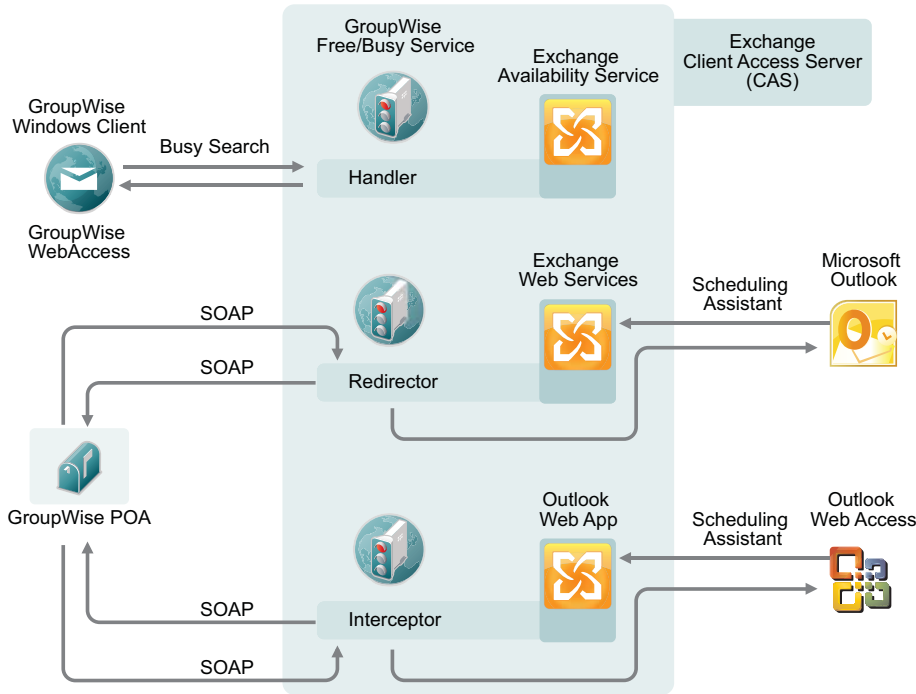 GroupWise
Free/Busy Service
Exchange
Availability Service
Exchange
Client Access Server
(CAS)
GroupWise
Windows Client
Busy Search
Handler
GroupWise
WebAccess
Exchange
Web Services
Scheduling
Assistant
Microsoft
Outlook
SOAP
SOAP
Redirector
GroupWise POA
Outlook
Web App
Scheduling
Assistant
Outlook
Web Access
SOAP
Interceptor
SOAP